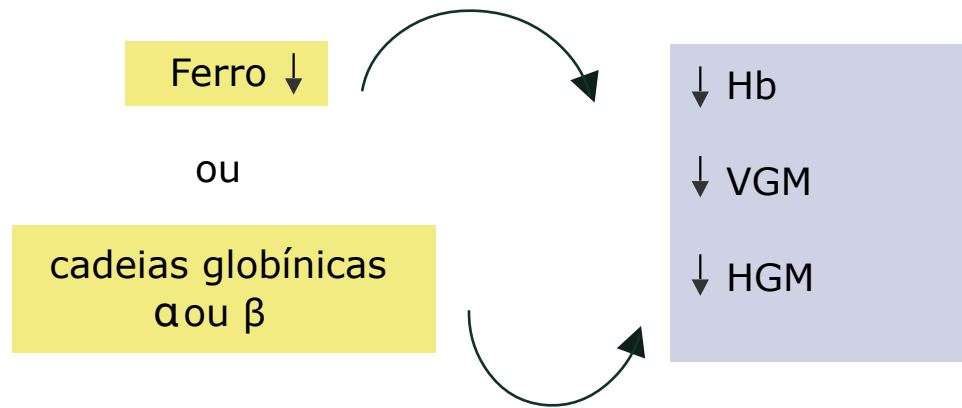 Ferro ↓
ou
cadeias globínicas
α ou β
↓ Hb
↓ VGM
↓ HGM